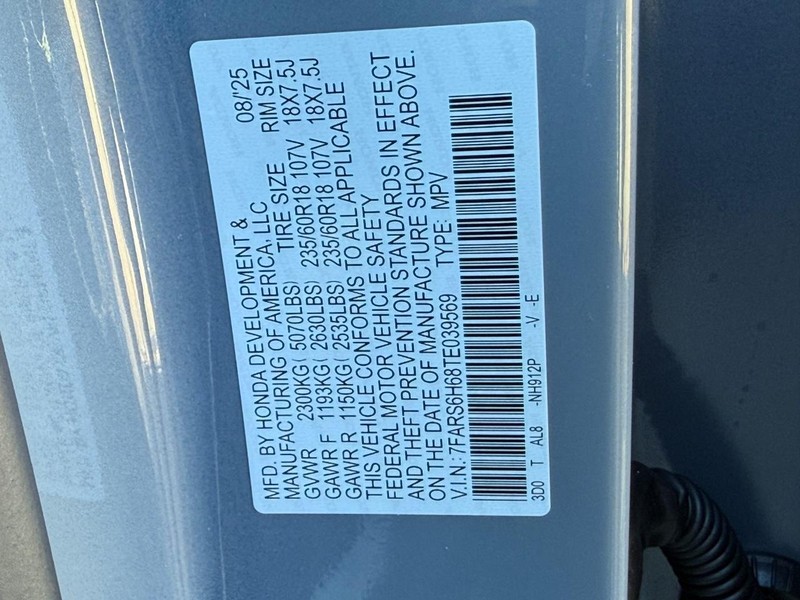 MFD. BY HONDA DEVELOPMENT & 08/'25
MANUFACTURING OF AMERICA, LLC
TIRE SIZE RIM SIZE
GVWR 2300KG( 5070LBS)
GAWR F 1193KG( 2630LBS) 235/60R18 107V 18X7.5J
GAWR R 1150KG( 2535LBS) 235/60R18 107V 18X7.5J
THIS VEHICLE CONFORMS TO ALL APPLICABLE
FEDERAL MOTOR VEHICLE SAFETY
AND THEFT PREVENTION STANDARDS IN EFFECT
ON THE DATE OF MANUFACTURE SHOWN ABOVE.
V.I.N.: 7FARS6H68TE039569 TYPE: MPV
3D0 T AL8 -NH912P -V -E